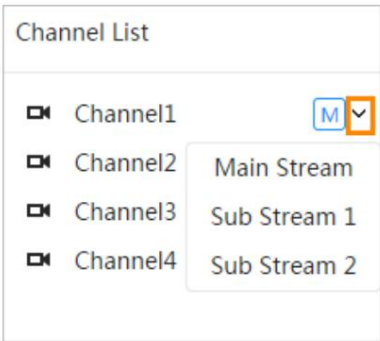 Channel List
Channel1 M
Channel2 Main Stream
Channel3 Sub Stream 1
Channel4 Sub Stream 2